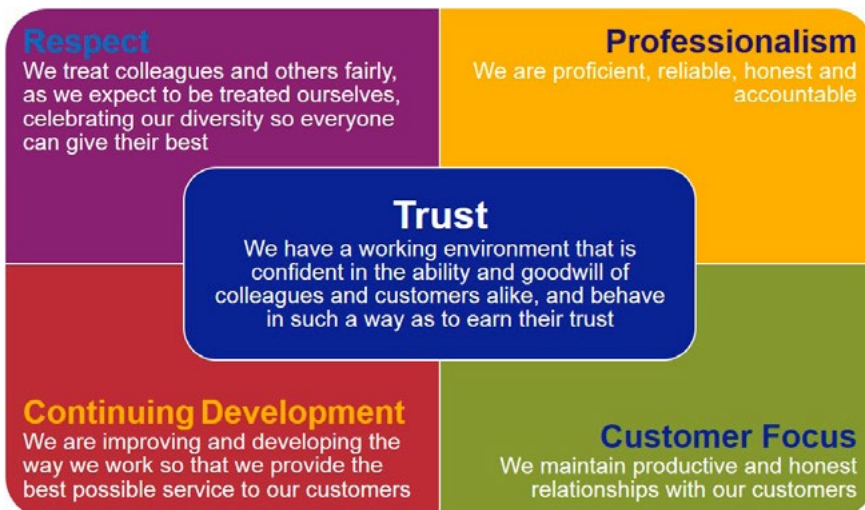 Respect
We treat colleagues and others fairly,
as we expect to be treated ourselves,
celebrating our diversity so everyone
can give their best
Professionalism
We are proficient, reliable, honest and
accountable
Trust
We have a working environment that is
confident in the ability and goodwill of
colleagues and customers alike, and behave
in such a way as to earn their trust
Continuing Development
We are improving and developing the
way we work so that we provide the
best possible service to our customers
Customer Focus
We maintain productive and honest
relationships with our customers